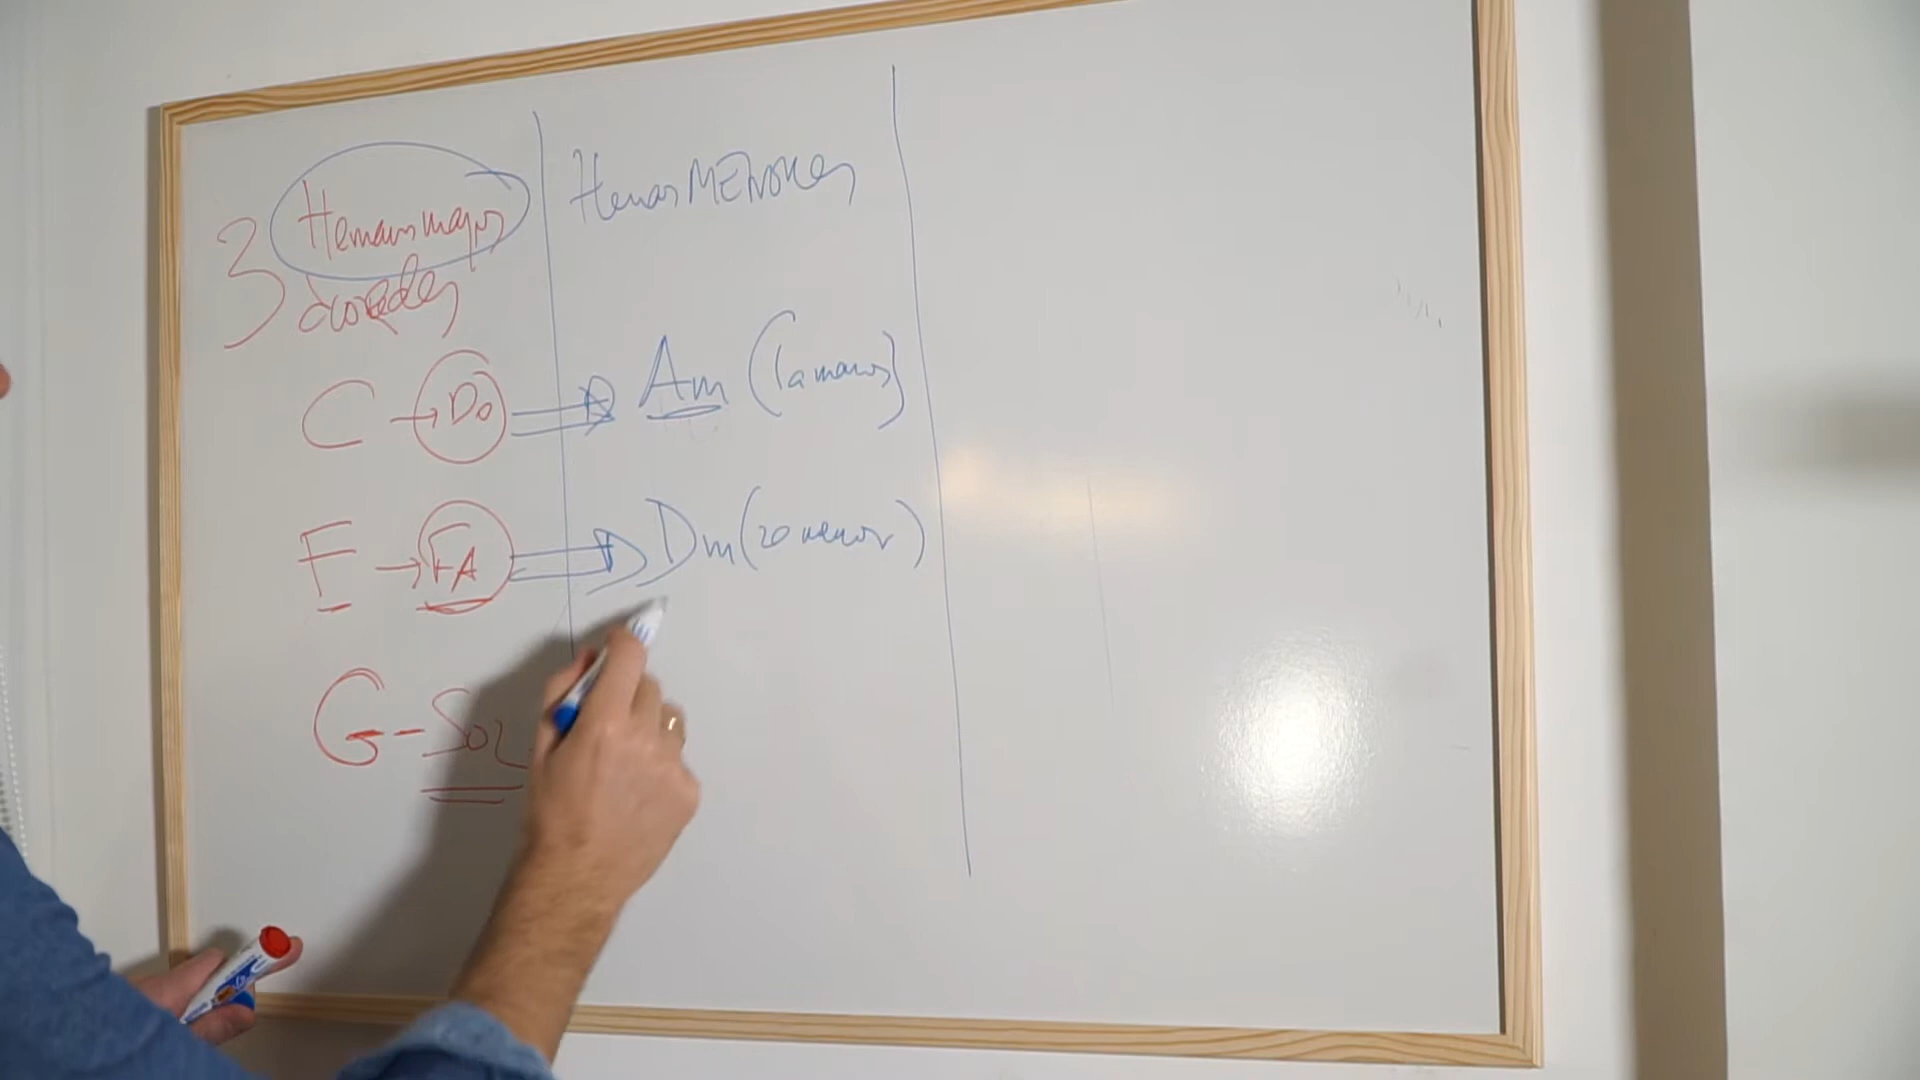 3 Hermanos mayores
acordes
Hermanos MENORES
C → Do ⇒ Am (la menor)
F → FA ⇒ Dm (re menor)
G - SOL